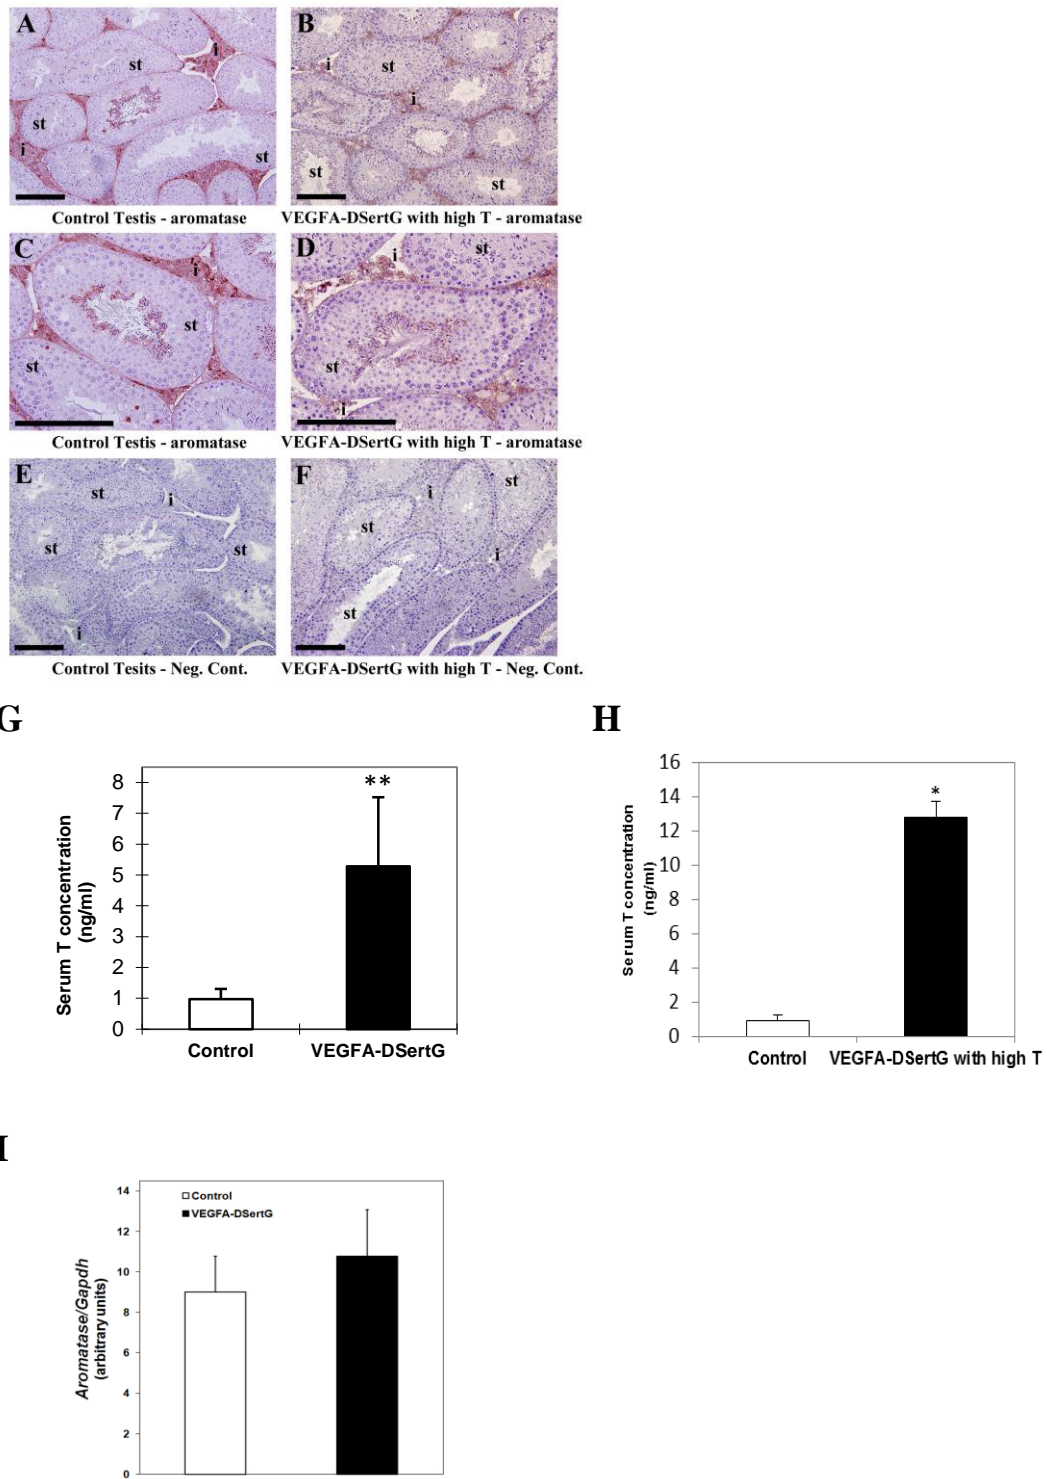 A
i
st
st
i
st
B
i
st
i
st
st
Control Testis - aromatase
VEGFA-DSertG with high T - aromatase
C
i
st
st
D
i
st
st
i
Control Testis - aromatase
VEGFA-DSertG with high T - aromatase
E
st
i
st
st
i
F
st
i
st
i
st
Control Tesits - Neg. Cont.
VEGFA-DSertG with high T - Neg. Cont.
G
Serum T concentration
(ng/ml)
8
7
6
5
4
3
2
1
0
**
Control
VEGFA-DSertG
H
Serum T concentration
(ng/ml)
16
14
12
10
8
6
4
2
0
*
Control
VEGFA-DSertG with high T
I
Aromatase/Gapdh
(arbitrary units)
14
12
10
8
6
4
2
0
Control
VEGFA-DSertG